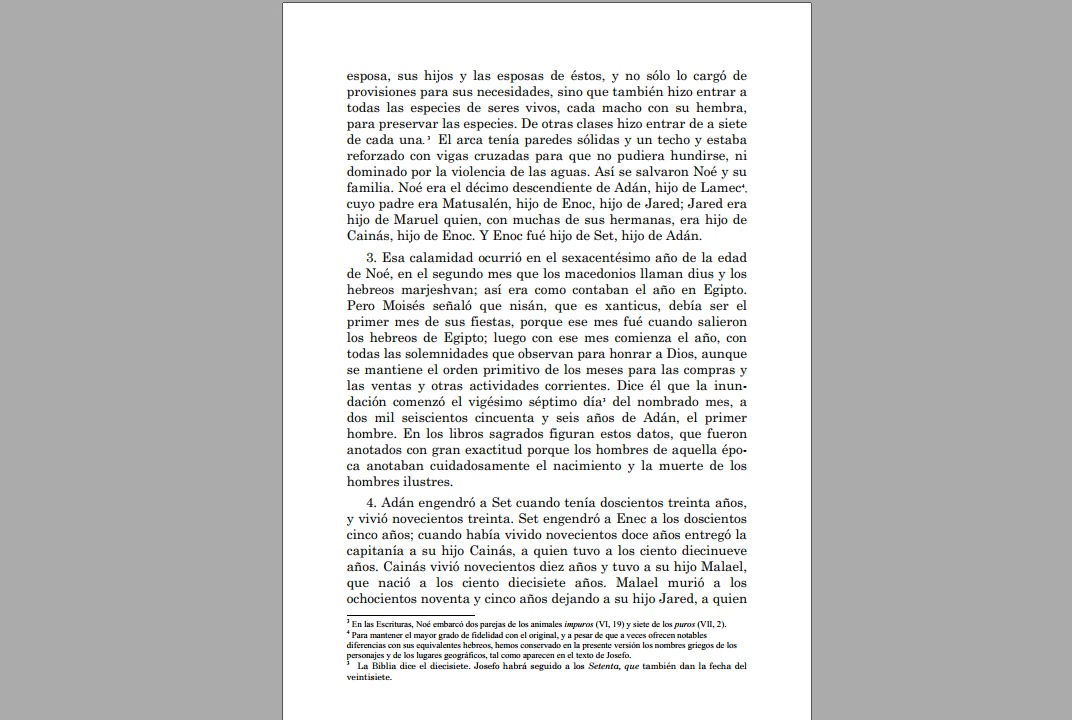 esposa, sus hijos y las esposas de éstos, y no sólo lo cargó de
provisiones para sus necesidades, sino que también hizo entrar a
todas las especies de seres vivos, cada macho con su hembra,
para preservar las especies. De otras clases hizo entrar de a siete
de cada una.³ El arca tenía paredes sólidas y un techo y estaba
reforzado con vigas cruzadas para que no pudiera hundirse, ni
dominado por la violencia de las aguas. Así se salvaron Noé y su
familia. Noé era el décimo descendiente de Adán, hijo de Lamec⁴.
cuyo padre era Matusalén, hijo de Enoc, hijo de Jared; Jared era
hijo de Maruel quien, con muchas de sus hermanas, era hijo de
Cainás, hijo de Enoc. Y Enoc fué hijo de Set, hijo de Adán.
3. Esa calamidad ocurrió en el sexacentésimo año de la edad
de Noé, en el segundo mes que los macedonios llaman dius y los
hebreos marjeshvan; así era como contaban el año en Egipto.
Pero Moisés señaló que nisán, que es xanticus, debía ser el
primer mes de sus fiestas, porque ese mes fué cuando salieron
los hebreos de Egipto; luego con ese mes comienza el año, con
todas las solemnidades que observan para honrar a Dios, aunque
se mantiene el orden primitivo de los meses para las compras y
las ventas y otras actividades corrientes. Dice él que la inun-
dación comenzó el vigésimo séptimo día³ del nombrado mes, a
dos mil seiscientos cincuenta y seis años de Adán, el primer
hombre. En los libros sagrados figuran estos datos, que fueron
anotados con gran exactitud porque los hombres de aquella épo-
ca anotaban cuidadosamente el nacimiento y la muerte de los
hombres ilustres.
4. Adán engendró a Set cuando tenía doscientos treinta años,
y vivió novecientos treinta. Set engendró a Enec a los doscientos
cinco años; cuando había vivido novecientos doce años entregó la
capitanía a su hijo Cainás, a quien tuvo a los ciento diecinueve
años. Cainás vivió novecientos diez años y tuvo a su hijo Malael,
que nació a los ciento diecisiete años. Malael murió a los
ochocientos noventa y cinco años dejando a su hijo Jared, a quien
³ En las Escrituras, Noé embarcó dos parejas de los animales impuros (VI, 19) y siete de los puros (VII, 2).
⁴ Para mantener el mayor grado de fidelidad con el original, y a pesar de que a veces ofrecen notables
diferencias con sus equivalentes hebreos, hemos conservado en la presente versión los nombres griegos de los
personajes y de los lugares geográficos, tal como aparecen en el texto de Josefo.
³ La Biblia dice el diecisiete. Josefo habrá seguido a los Setenta, que también dan la fecha del
veintisiete.